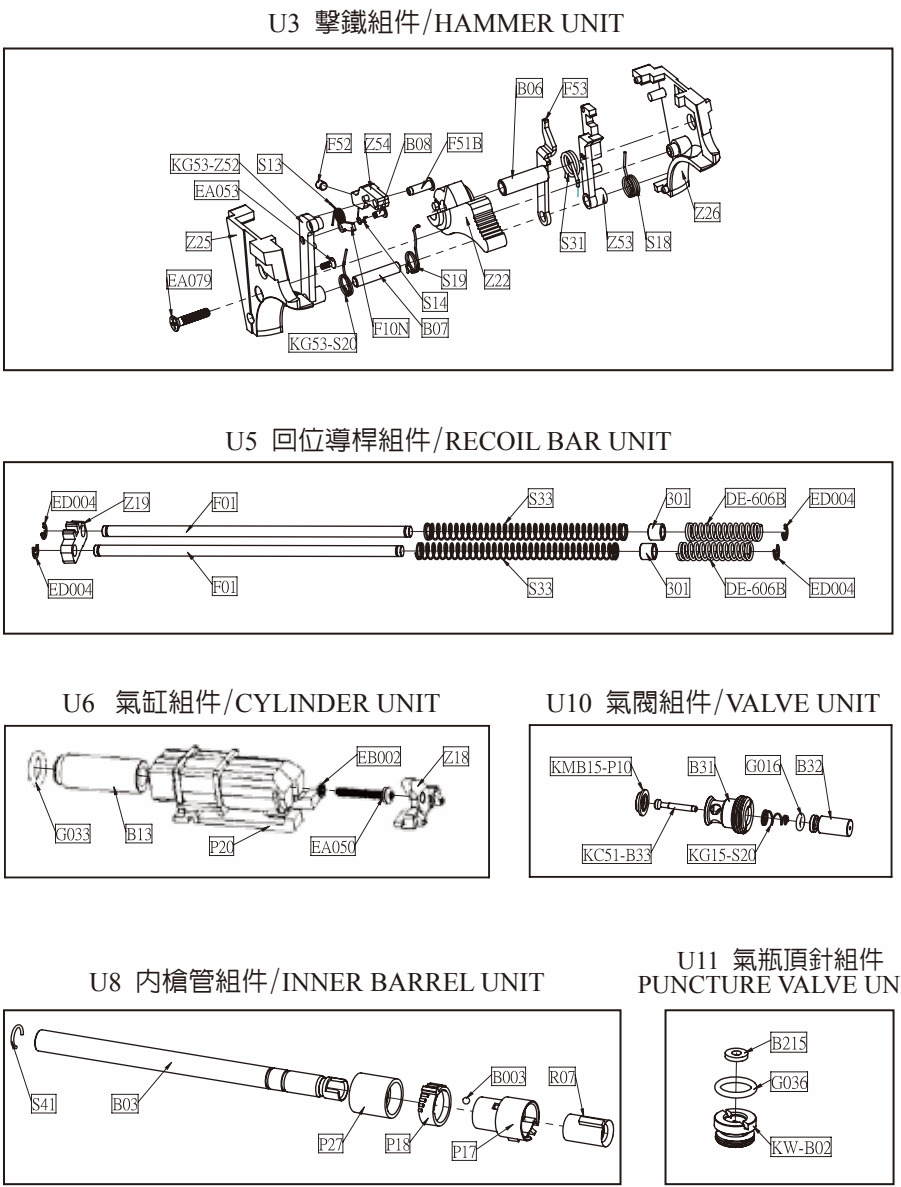 U3 擊鐵組件/HAMMER UNIT
B06 F53
F52 Z54 B08 F51B
KG53-Z52 S13
EA053
Z26
Z25
S31 Z53 S18
EA079
S19 Z22
S14
F10N B07
KG53-S20
U5 回位導桿組件/RECOIL BAR UNIT
ED004 Z19 F01 S33 301 DE-606B ED004
ED004 F01 S33 301 DE-606B ED004
U6 氣缸組件/CYLINDER UNIT
EB002 Z18
G033 B13 P20 EA050
U10 氣閥組件/VALVE UNIT
KMB15-P10 B31 G016 B32
KC51-B33 KG15-S20
U8 内槍管組件/INNER BARREL UNIT
B003 R07
S41 B03 P27 P18 P17
U11 氣瓶頂針組件
PUNCTURE VALVE UN
B215
G036
KW-B02